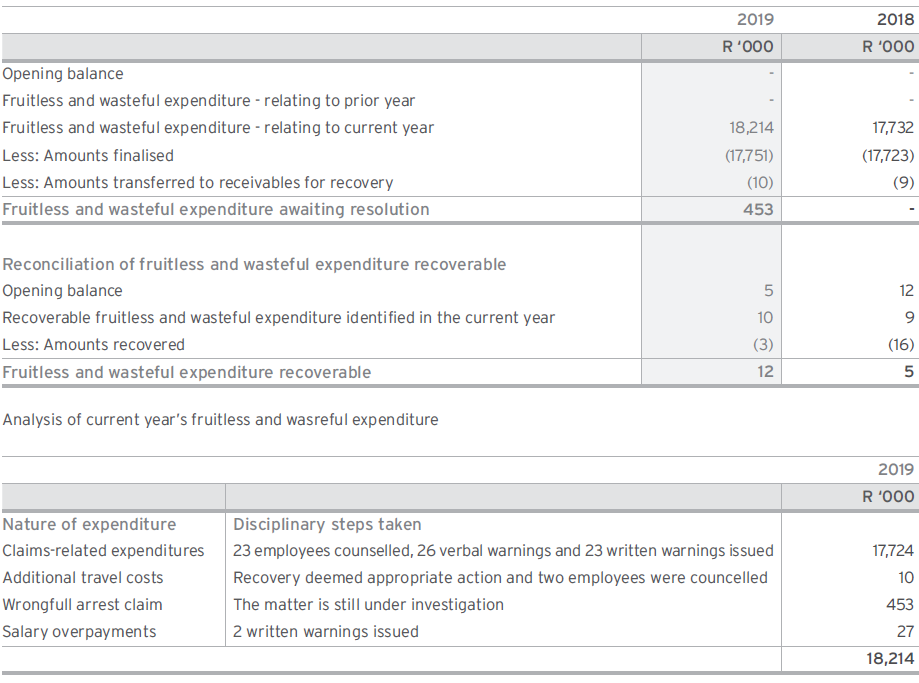 2019 2018
R ‘000 R ‘000
Opening balance - -
Fruitless and wasteful expenditure - relating to prior year - -
Fruitless and wasteful expenditure - relating to current year 18,214 17,732
Less: Amounts finalised (17,751) (17,723)
Less: Amounts transferred to receivables for recovery (10) (9)
Fruitless and wasteful expenditure awaiting resolution 453 -
Reconciliation of fruitless and wasteful expenditure recoverable
Opening balance 5 12
Recoverable fruitless and wasteful expenditure identified in the current year 10 9
Less: Amounts recovered (3) (16)
Fruitless and wasteful expenditure recoverable 12 5
Analysis of current year’s fruitless and wasreful expenditure
2019
R ‘000
Nature of expenditure Disciplinary steps taken
Claims-related expenditures 23 employees counselled, 26 verbal warnings and 23 written warnings issued 17,724
Additional travel costs Recovery deemed appropriate action and two employees were councelled 10
Wrongfull arrest claim The matter is still under investigation 453
Salary overpayments 2 written warnings issued 27
18,214